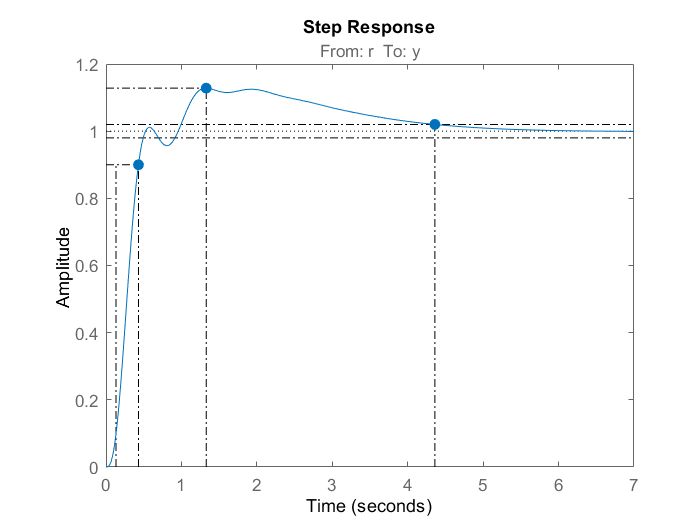 Step Response
From: r  To: y
Amplitude
1.2
1
0.8
0.6
0.4
0.2
0
0 1 2 3 4 5 6 7
Time (seconds)